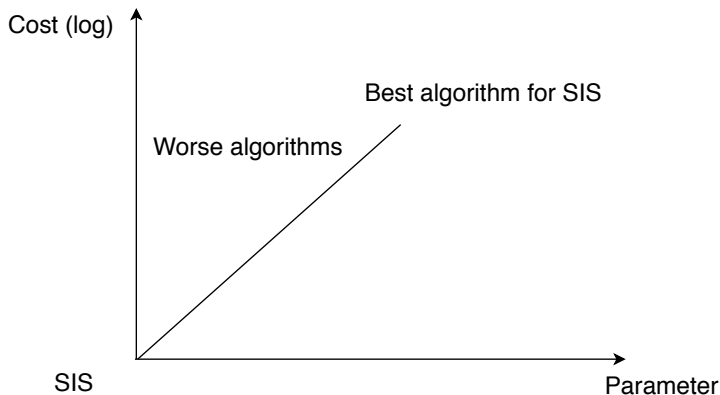 Cost (log)
Best algorithm for SIS
Worse algorithms
SIS
Parameter